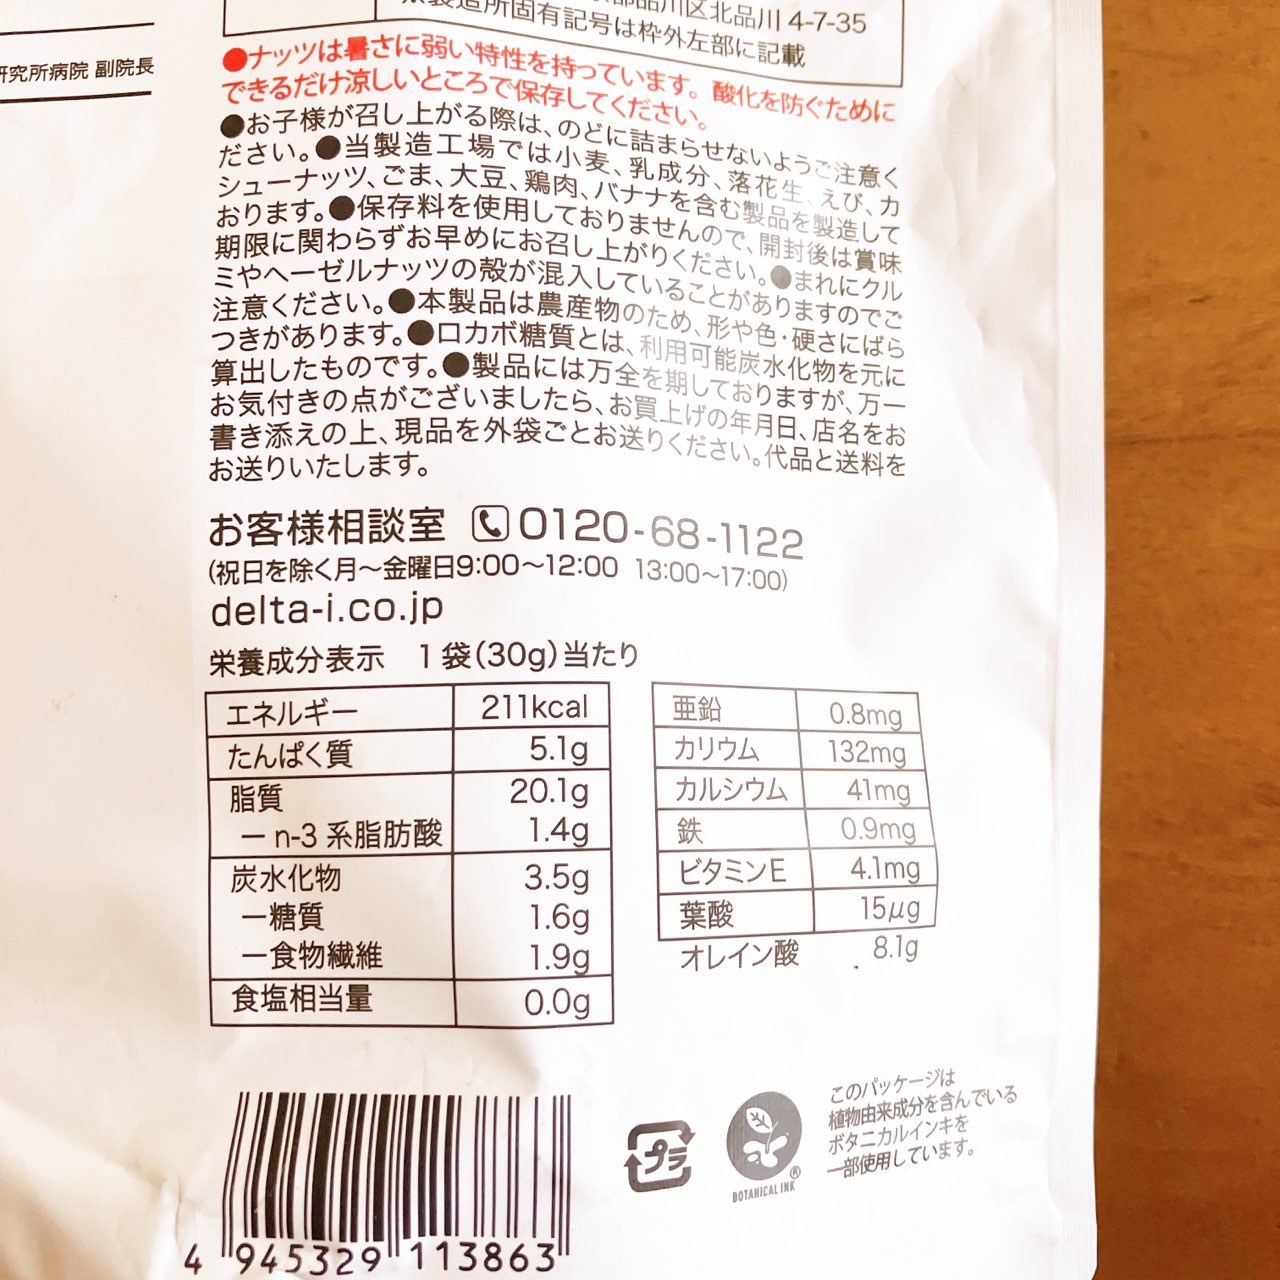 品川区北品川 4-7-35
製造所固有記号は枠外左部に記載
研究所病院 副院長
●ナッツは暑さに弱い特性を持っています。酸化を防ぐために
できるだけ涼しいところで保存してください。
●お子様が召し上がる際は、のどに詰まらせないようご注意く
ださい。●当製造工場では小麦、乳成分、落花生、えび、カ
シューナッツ、ごま、大豆、鶏肉、バナナを含む製品を製造して
おります。●保存料を使用しておりませんので、開封後は賞味
期限に関わらずお早めにお召し上がりください。●まれにクル
ミやヘーゼルナッツの殻が混入していることがありますのでご
注意ください。●本製品は農産物のため、形や色・硬さにばら
つきがあります。●ロカボ糖質とは、利用可能炭水化物を元に
算出したものです。●製品には万全を期しておりますが、万一
お気付きの点がございましたら、お買上げの年月日、店名をお
書き添えの上、現品を外袋ごとお送りください。代品と送料を
お送りいたします。
お客様相談室 0120-68-1122
(祝日を除く月〜金曜日9:00〜12:00 13:00〜17:00)
delta-i.co.jp
栄養成分表示 1袋(30g)当たり
エネルギー 211kcal
たんぱく質 5.1g
脂質 20.1g
－n-3 系脂肪酸 1.4g
炭水化物 3.5g
－糖質 1.6g
－食物繊維 1.9g
食塩相当量 0.0g
亜鉛 0.8mg
カリウム 132mg
カルシウム 41mg
鉄 0.9mg
ビタミンE 4.1mg
葉酸 15μg
オレイン酸 8.1g
4 945329 113863
プラ
BOTANICAL INK®
このパッケージは
植物由来成分を含んでいる
ボタニカルインキを
一部使用しています。